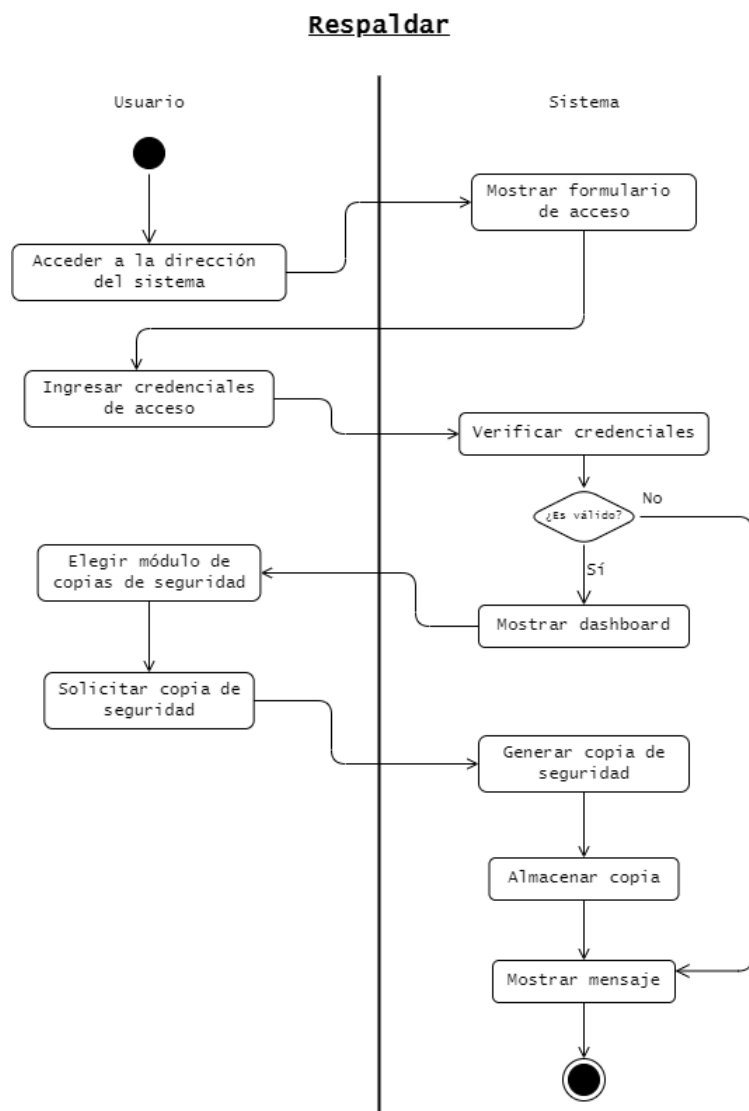 Respaldar
Usuario
Sistema
Mostrar formulario
de acceso
Acceder a la dirección
del sistema
Ingresar credenciales
de acceso
Verificar credenciales
¿Es válido?
No
Sí
Elegir módulo de
copias de seguridad
Mostrar dashboard
Solicitar copia de
seguridad
Generar copia de
seguridad
Almacenar copia
Mostrar mensaje